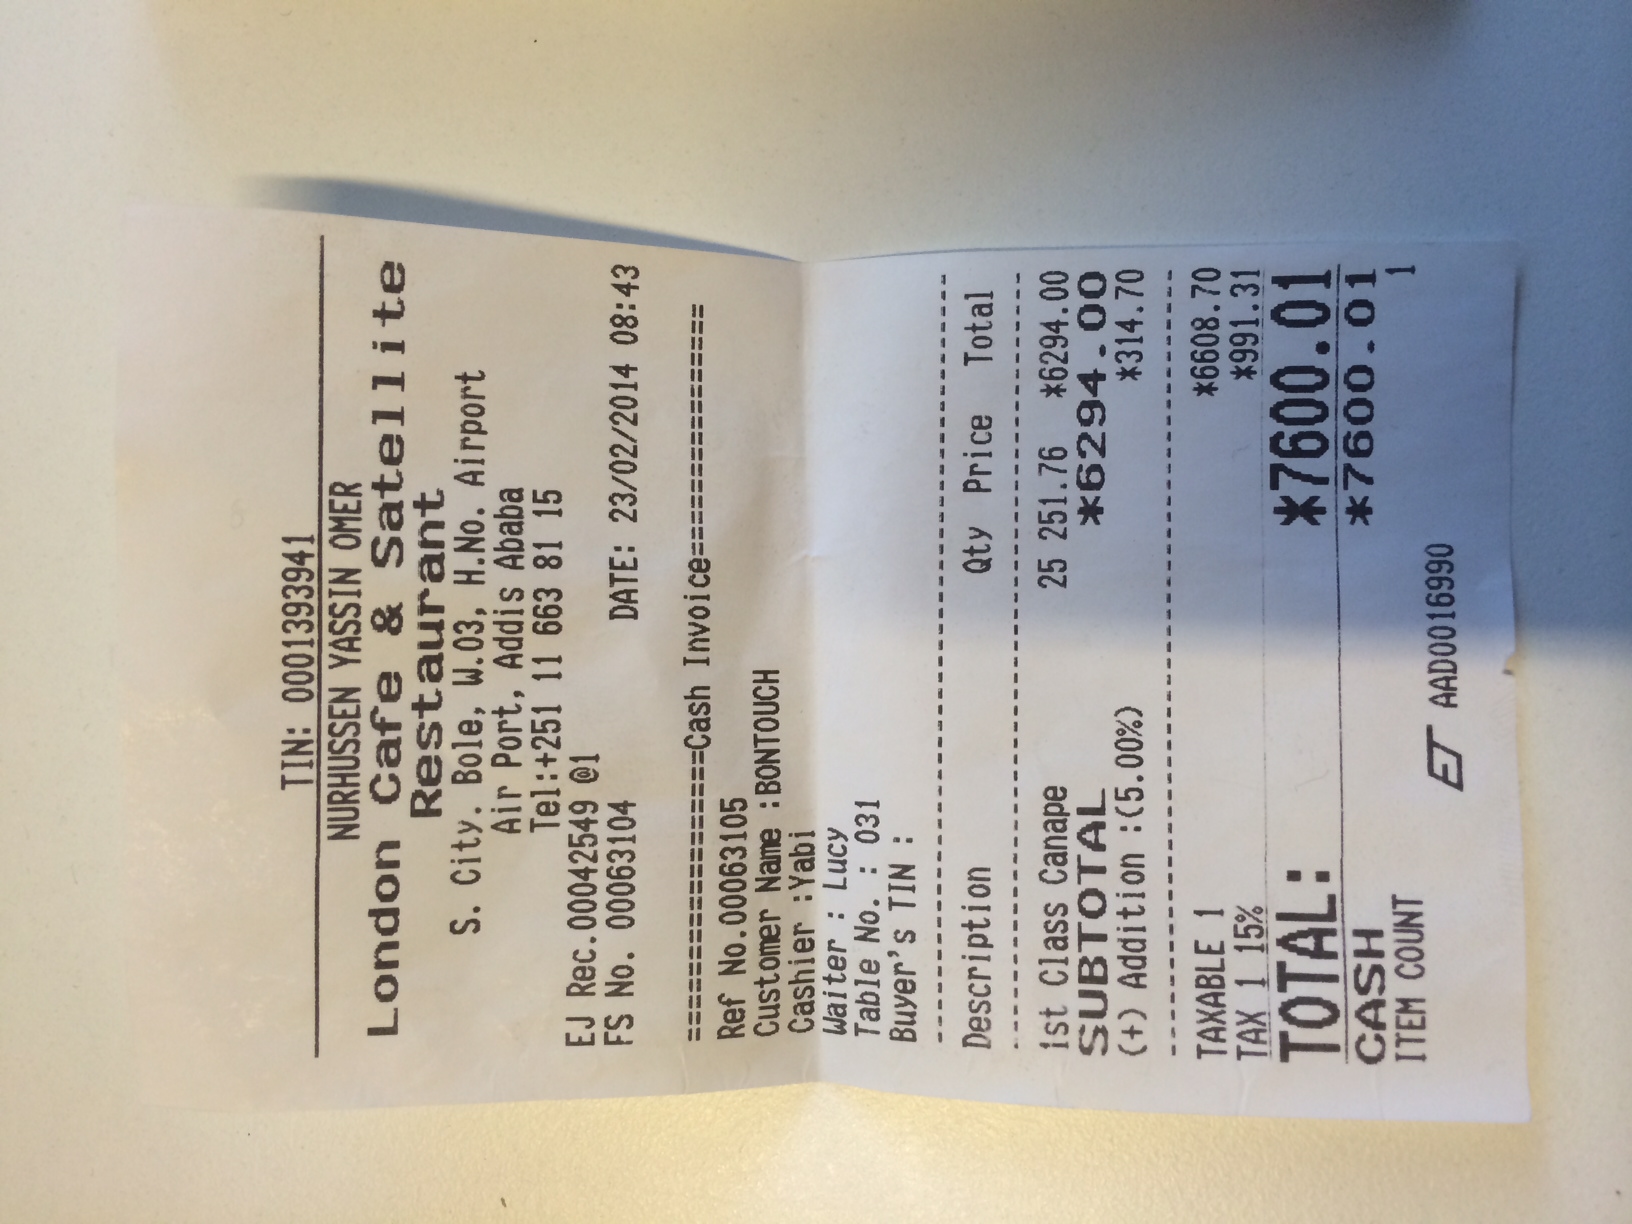 TIN: 0001393941
NURHUSSEN YASSIN OMER
London Cafe & Satellite
Restaurant
S. City. Bole, W.03, H.No. Airport
Air Port, Addis Ababa
Tel:+251 11 663 81 15
EJ Rec.00042549 @1
FS No. 00063104 DATE: 23/02/2014 08:43
==================Cash Invoice================
Ref No.00063105
Customer Name :BONTOUCH
Cashier :Yabi
Waiter : Lucy
Table No. : 031
Buyer's TIN :
Description Qty Price Total
1st Class Canape 25 251.76 *6294.00
SUBTOTAL *6294.00
(+) Addition :(5.00%) *314.70
TAXABLE 1 *6608.70
TAX 1 15% *991.31
TOTAL: *7600.01
CASH *7600.01
ITEM COUNT 1
ET AAD0016990